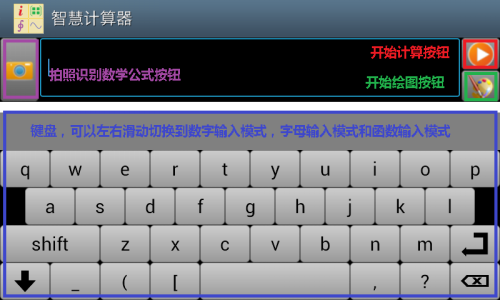 智慧计算器
开始计算按钮
拍照识别数学公式按钮
开始绘图按钮
键盘，可以左右滑动切换到数字输入模式，字母输入模式和函数输入模式
q w e r t y u i o p
a s d f g h j k l
shift z x c v b n m
_ ( [ , ?